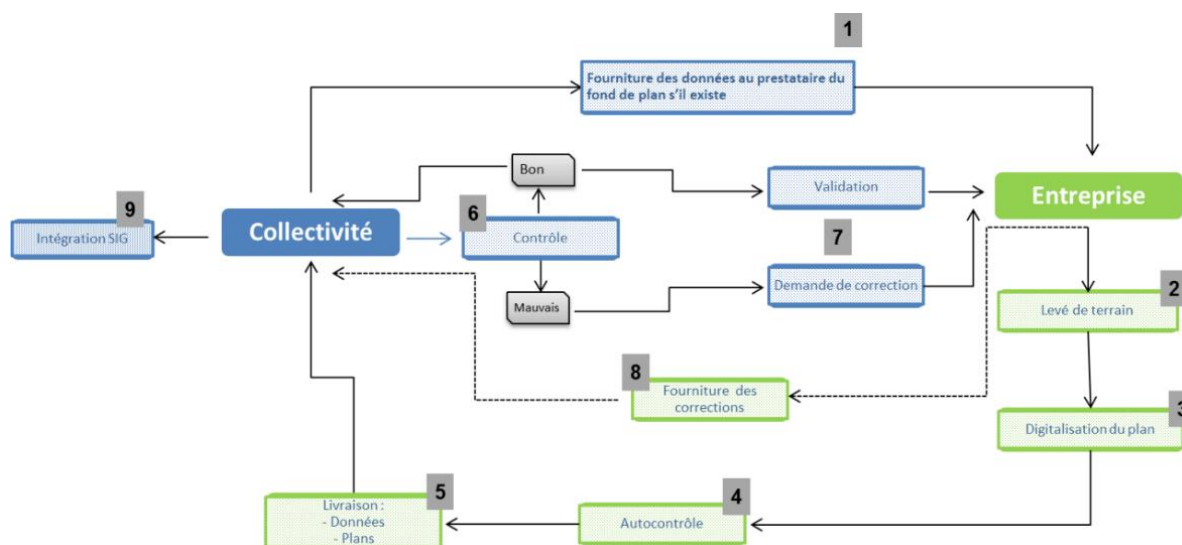 1
Fourniture des données au prestataire du
fond de plan s’il existe
Bon
Validation
Entreprise
9
Intégration SIG
Collectivité
6
Contrôle
7
Demande de correction
Mauvais
2
Levé de terrain
8
Fourniture des
corrections
3
Digitalisation du plan
5
Livraison :
- Données
- Plans
4
Autocontrôle